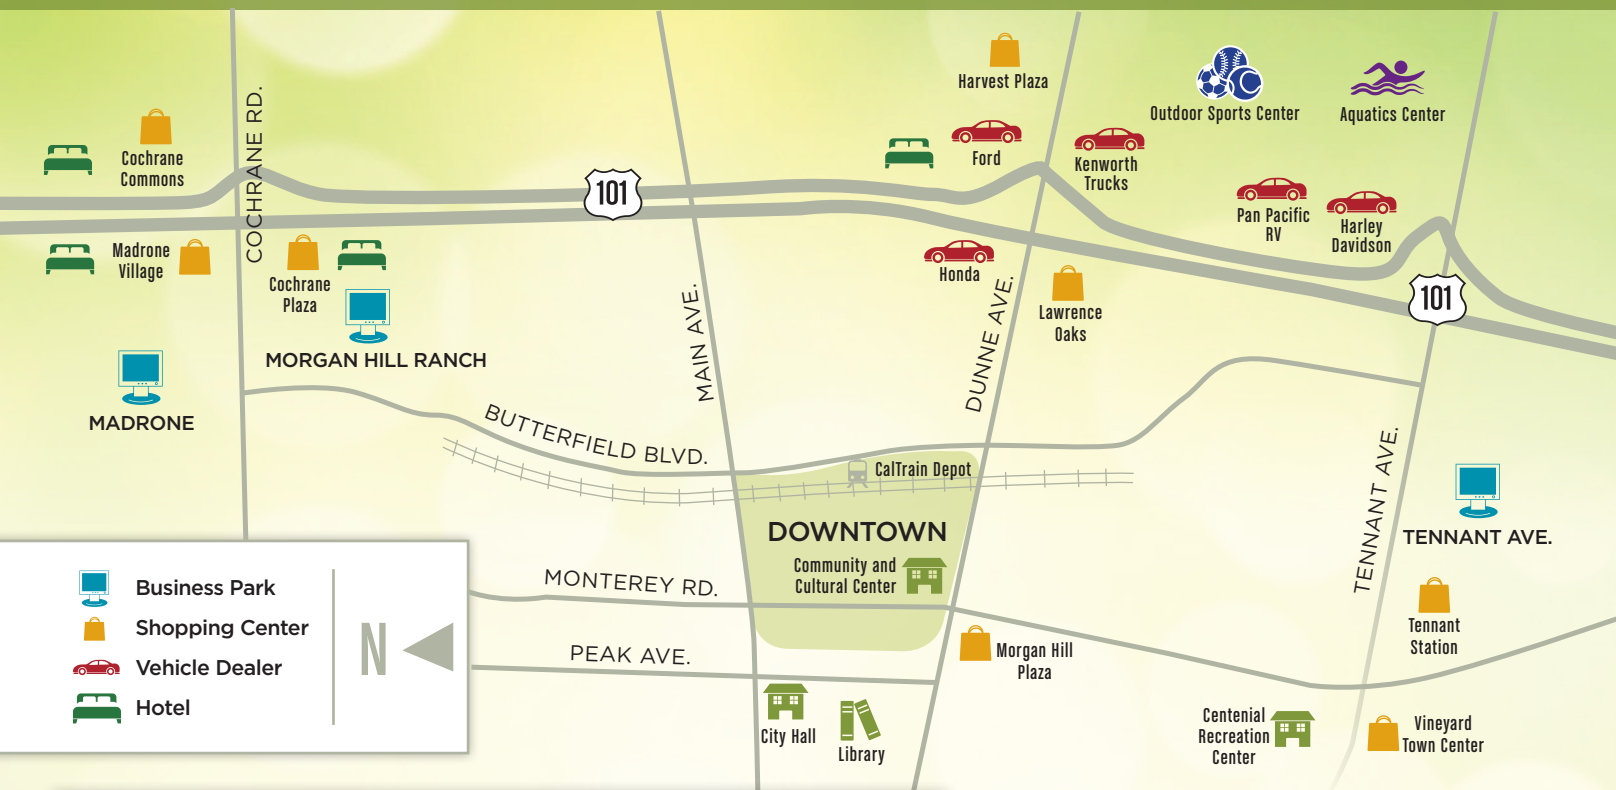 Harvest Plaza
Outdoor Sports Center
Aquatics Center
COCHRANE RD.
Cochrane
Commons
Ford
Kenworth
Trucks
101
Pan Pacific
RV
Harley
Davidson
Madrone
Village
Cochrane
Plaza
Honda
Lawrence
Oaks
101
MORGAN HILL RANCH
MAIN AVE.
DUNNE AVE.
MADRONE
BUTTERFIELD BLVD.
CalTrain Depot
TENNANT AVE.
DOWNTOWN
TENNANT AVE.
Community and
Cultural Center
MONTEREY RD.
Business Park
Shopping Center
Vehicle Dealer
Hotel
N
PEAK AVE.
Morgan Hill
Plaza
Tennant
Station
City Hall
Library
Centenial
Recreation
Center
Vineyard
Town Center